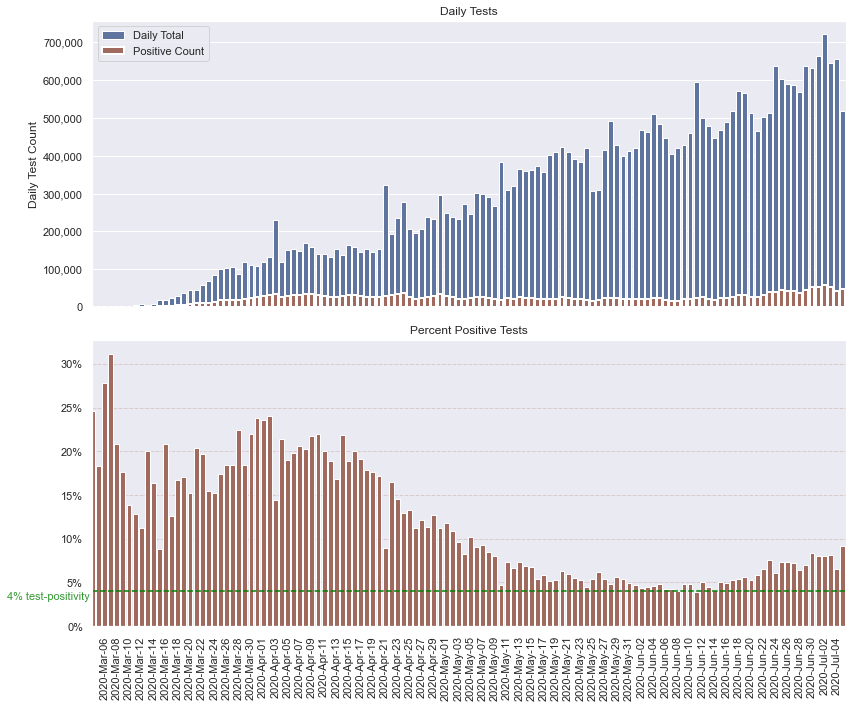 Daily Tests
Daily Total
Positive Count
Daily Test Count
700,000
600,000
500,000
400,000
300,000
200,000
100,000
0
Percent Positive Tests
30%
25%
20%
15%
10%
5%
4% test-positivity
0%
2020-Mar-06
2020-Mar-08
2020-Mar-10
2020-Mar-12
2020-Mar-14
2020-Mar-16
2020-Mar-18
2020-Mar-20
2020-Mar-22
2020-Mar-24
2020-Mar-26
2020-Mar-28
2020-Mar-30
2020-Apr-01
2020-Apr-03
2020-Apr-05
2020-Apr-07
2020-Apr-09
2020-Apr-11
2020-Apr-13
2020-Apr-15
2020-Apr-17
2020-Apr-19
2020-Apr-21
2020-Apr-23
2020-Apr-25
2020-Apr-27
2020-Apr-29
2020-May-01
2020-May-03
2020-May-05
2020-May-07
2020-May-09
2020-May-11
2020-May-13
2020-May-15
2020-May-17
2020-May-19
2020-May-21
2020-May-23
2020-May-25
2020-May-27
2020-May-29
2020-May-31
2020-Jun-02
2020-Jun-04
2020-Jun-06
2020-Jun-08
2020-Jun-10
2020-Jun-12
2020-Jun-14
2020-Jun-16
2020-Jun-18
2020-Jun-20
2020-Jun-22
2020-Jun-24
2020-Jun-26
2020-Jun-28
2020-Jun-30
2020-Jul-02
2020-Jul-04